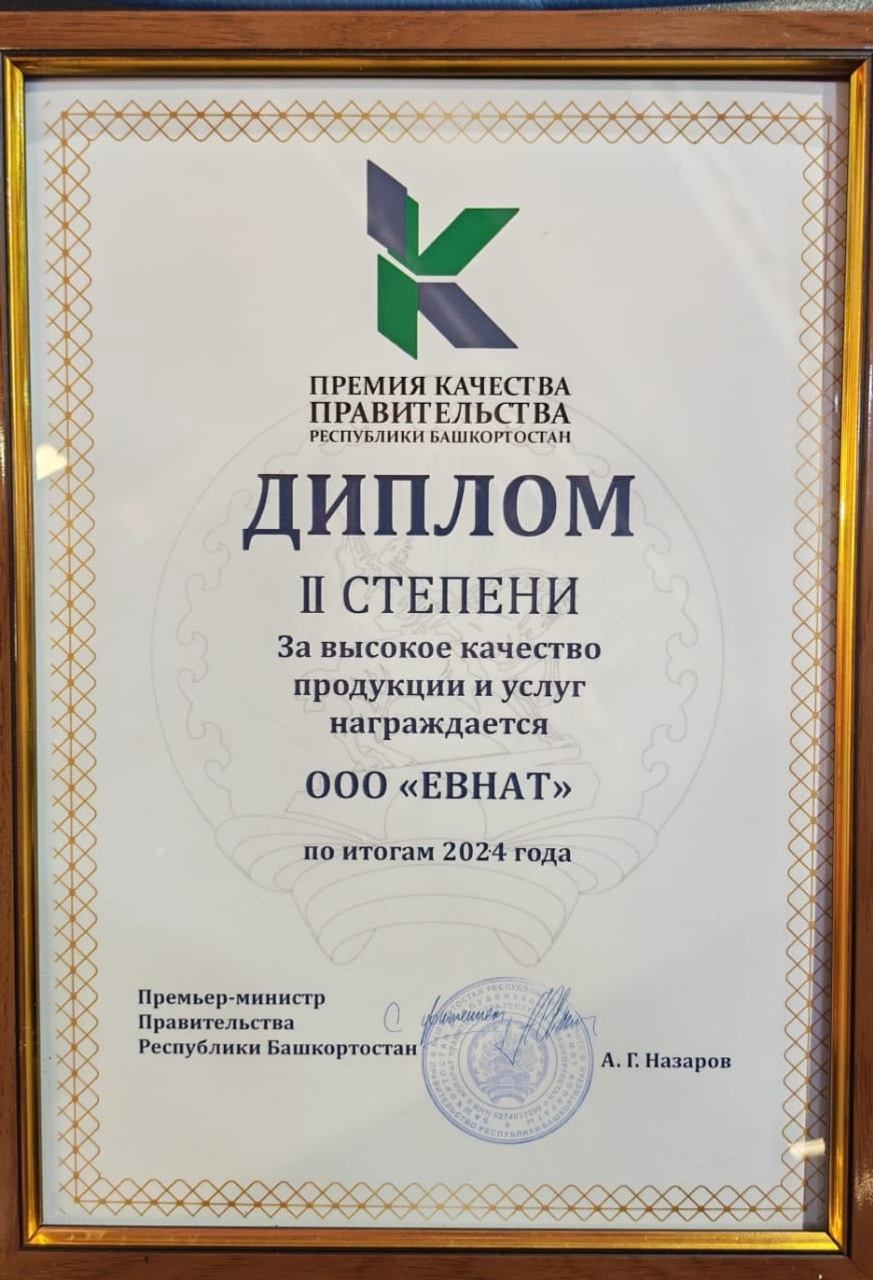 ПРЕМИЯ КАЧЕСТВА
ПРАВИТЕЛЬСТВА
РЕСПУБЛИКИ БАШКОРТОСТАН
ДИПЛОМ
II СТЕПЕНИ
За высокое качество
продукции и услуг
награждается
ООО «ЕВНАТ»
по итогам 2024 года
Премьер-министр
Правительства
Республики Башкортостан
А. Г. Назаров